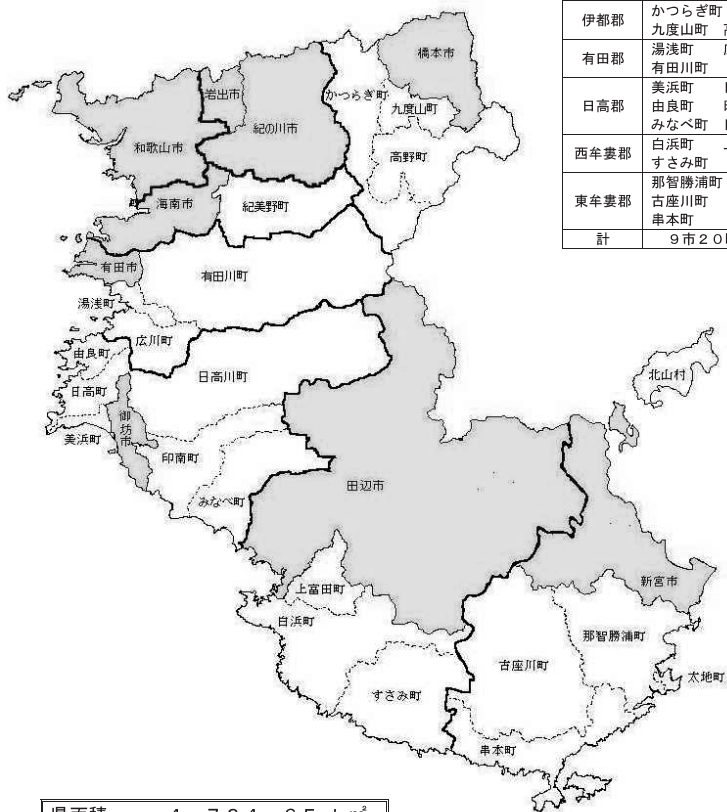 伊都郡 かつらぎ町
九度山町
有田郡 湯浅町
有田川町
日高郡 美浜町
由良町
みなべ町
西牟婁郡 白浜町
すさみ町
東牟婁郡 那智勝浦町
古座川町
串本町
計 9市20
橋本市
岩出市
かつらぎ町
九度山町
紀の川市
和歌山市
高野町
海南市
紀美野町
有田市
有田川町
湯浅町
広川町
由良町
日高川町
北山村
日高町
御坊市
美浜町
印南町
田辺市
みなべ町
新宮市
上富田町
白浜町
那智勝浦町
古座川町
太地町
すさみ町
串本町